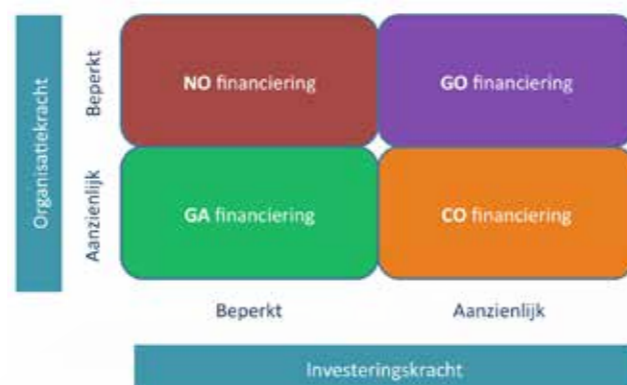 Organisatiekracht
Beperkt
NO financiering
GO financiering
Aanzienlijk
GA financiering
CO financiering
Beperkt
Aanzienlijk
Investeringskracht